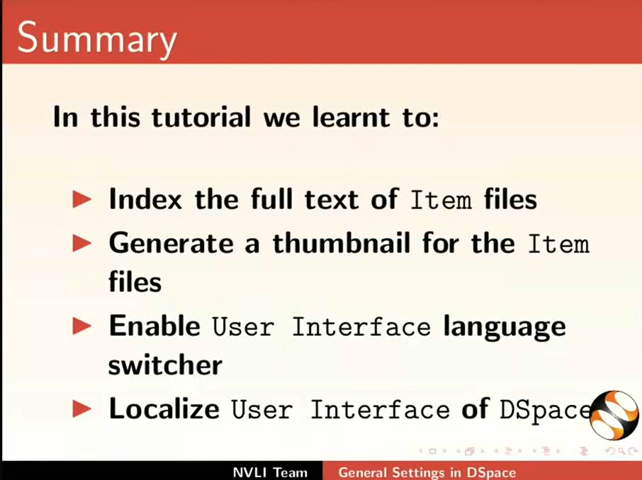 Summary
In this tutorial we learnt to:
Index the full text of Item files
Generate a thumbnail for the Item
files
Enable User Interface language
switcher
Localize User Interface of DSpace
NVLI Team General Settings in DSpace